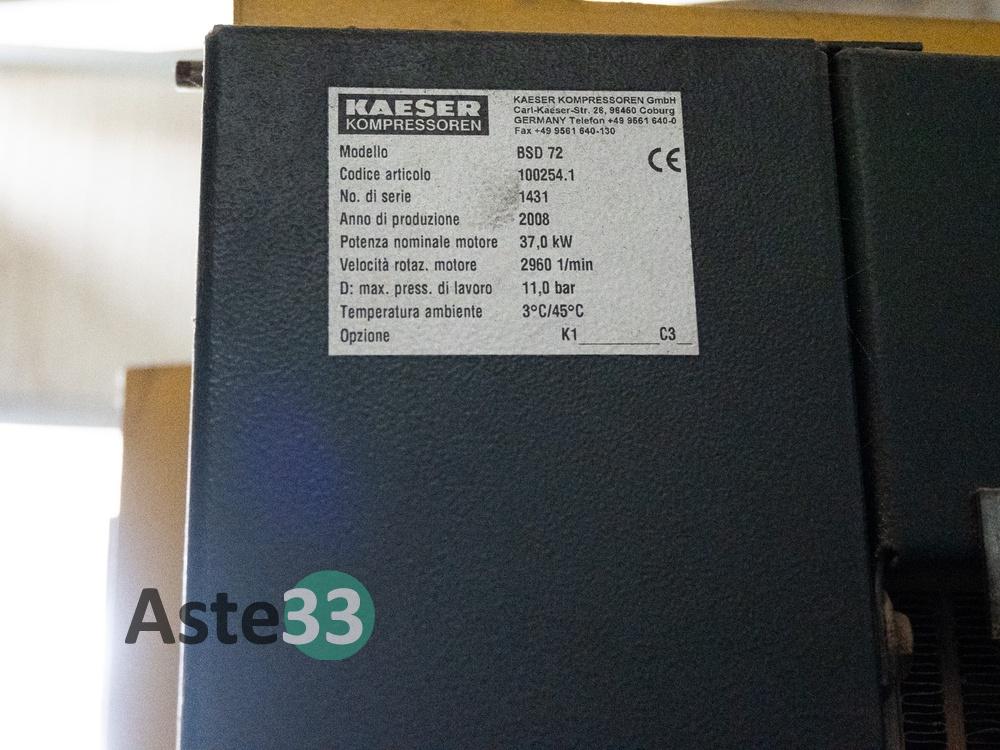 KAESER
KOMPRESSOREN
KAESER KOMPRESSOREN GmbH
Carl-Kaeser-Str. 26, 96450 Coburg
GERMANY Telefon +49 9561 640-0
Fax +49 9561 640-130
CE
Modello BSD 72
Codice articolo 100254.1
No. di serie 1431
Anno di produzione 2008
Potenza nominale motore 37,0 kW
Velocità rotaz. motore 2960 1/min
D: max. press. di lavoro 11,0 bar
Temperatura ambiente 3°C/45°C
Opzione K1__________C3__
Aste33